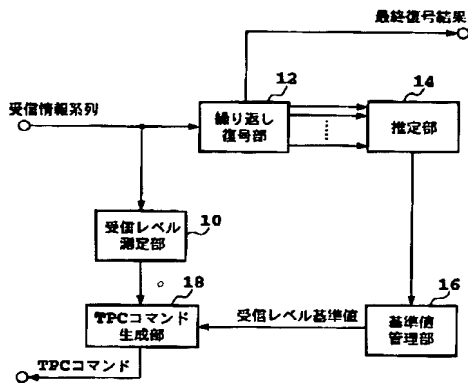 最終復号結果
12
14
受信情報系列
繰り返し
復号部
推定部
10
受信レベル
測定部
18
16
TPCコマンド
生成部
受信レベル基準値
基準値
管理部
TPCコマンド